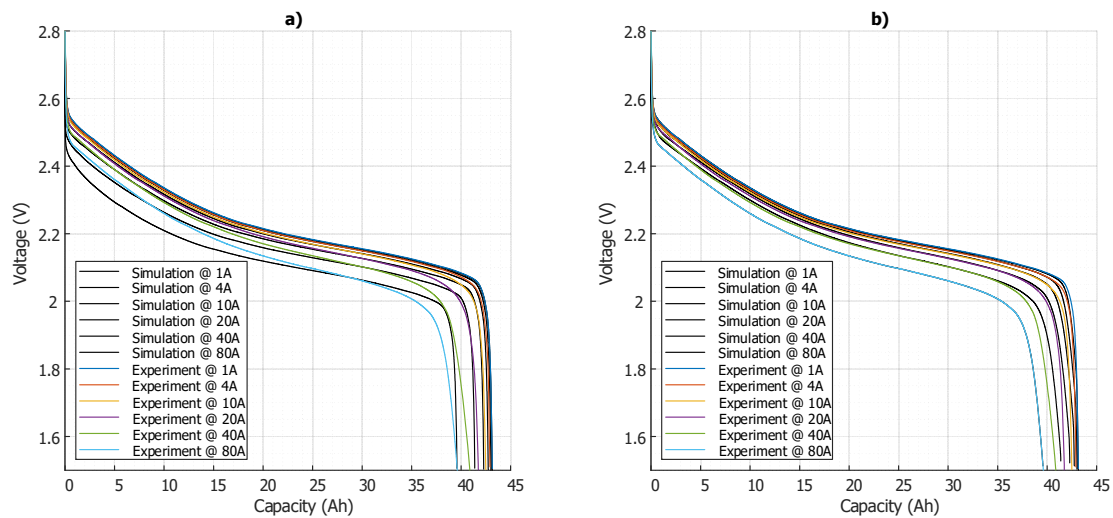 a)
2.8
2.6
2.4
2.2
2
1.8
1.6
Voltage (V)
Simulation @ 1A
Simulation @ 4A
Simulation @ 10A
Simulation @ 20A
Simulation @ 40A
Simulation @ 80A
Experiment @ 1A
Experiment @ 4A
Experiment @ 10A
Experiment @ 20A
Experiment @ 40A
Experiment @ 80A
0 5 10 15 20 25 30 35 40 45
Capacity (Ah)
b)
2.8
2.6
2.4
2.2
2
1.8
1.6
Voltage (V)
Simulation @ 1A
Simulation @ 4A
Simulation @ 10A
Simulation @ 20A
Simulation @ 40A
Simulation @ 80A
Experiment @ 1A
Experiment @ 4A
Experiment @ 10A
Experiment @ 20A
Experiment @ 40A
Experiment @ 80A
0 5 10 15 20 25 30 35 40 45
Capacity (Ah)